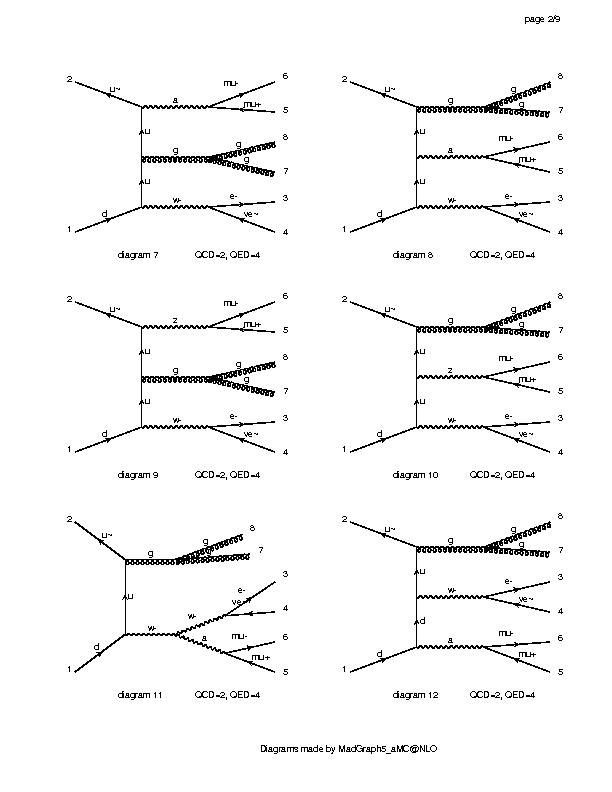 page 2/9
2 u~ a mu- 6
mu+ 5
u
g g 8
g 7
u
d w- e- 3
1 ve~ 4
diagram 7 QCD=2, QED=4
2 u~ g g 8
g 7
u
a mu- 6
mu+ 5
u
d w- e- 3
1 ve~ 4
diagram 8 QCD=2, QED=4
2 u~ z mu- 6
mu+ 5
u
g g 8
g 7
u
d w- e- 3
1 ve~ 4
diagram 9 QCD=2, QED=4
2 u~ g g 8
g 7
u
z mu- 6
mu+ 5
u
d w- e- 3
1 ve~ 4
diagram 10 QCD=2, QED=4
2 u~ g g 8
7
u
e- 3
w- ve~ 4
d w- a mu- 6
1 mu+ 5
diagram 11 QCD=2, QED=4
2 u~ g g 8
g 7
u
w- e- 3
ve~ 4
d
d a mu- 6
1 mu+ 5
diagram 12 QCD=2, QED=4
Diagrams made by MadGraph5_aMC@NLO